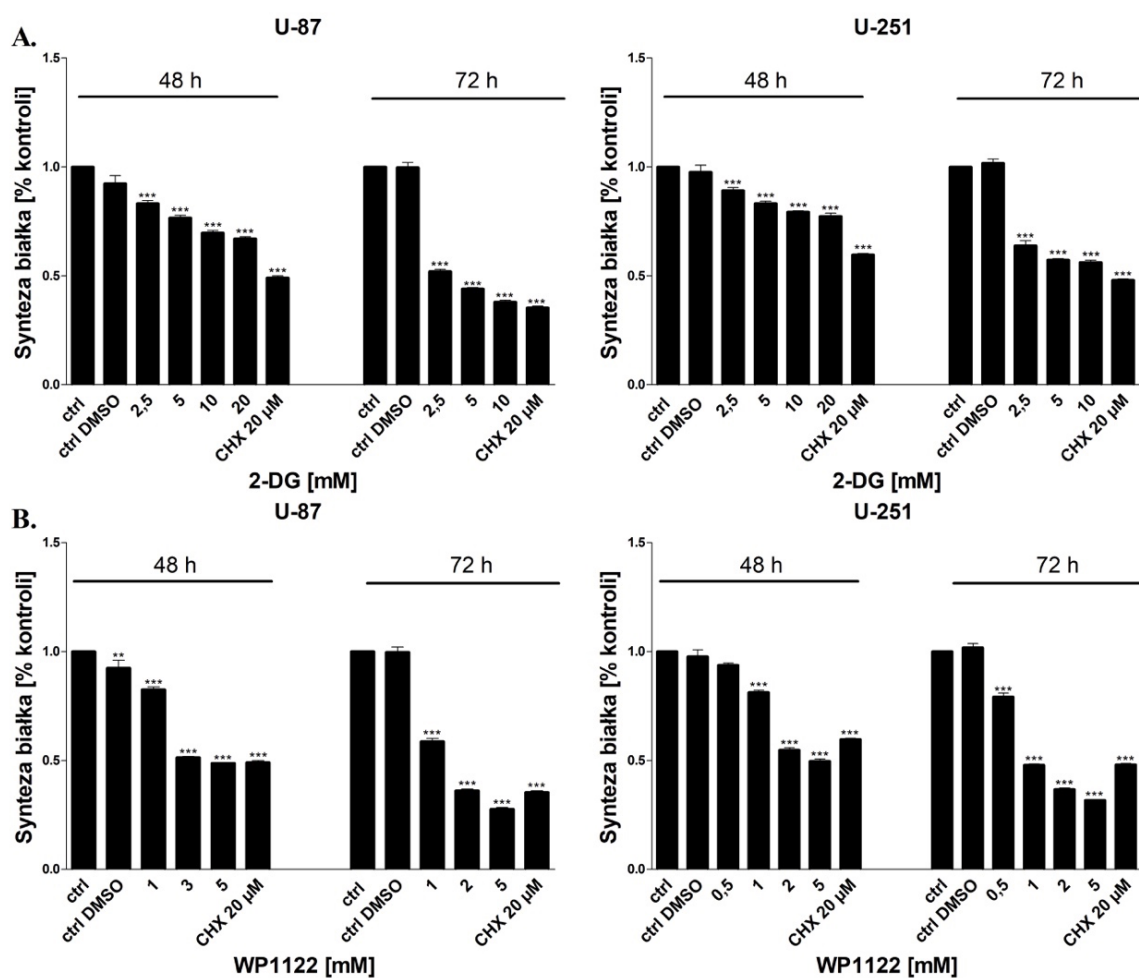 A.
U-87
Synteza białka [% kontroli]
1.5
1.0
0.5
0.0
48 h
72 h
*** *** *** *** ***
*** *** *** ***
ctrl
ctrl DMSO
2,5
5
10
20
CHX 20 µM
ctrl
ctrl DMSO
2,5
5
10
CHX 20 µM
2-DG [mM]
U-251
Synteza białka [% kontroli]
1.5
1.0
0.5
0.0
48 h
72 h
*** *** *** *** ***
*** *** *** ***
ctrl
ctrl DMSO
2,5
5
10
20
CHX 20 µM
ctrl
ctrl DMSO
2,5
5
10
CHX 20 µM
2-DG [mM]
B.
U-87
Synteza białka [% kontroli]
1.5
1.0
0.5
0.0
48 h
72 h
** *** *** *** ***
*** *** *** ***
ctrl
ctrl DMSO
1
3
5
CHX 20 µM
ctrl
ctrl DMSO
1
2
5
CHX 20 µM
WP1122 [mM]
U-251
Synteza białka [% kontroli]
1.5
1.0
0.5
0.0
48 h
72 h
*** *** *** ***
*** *** *** *** ***
ctrl
ctrl DMSO
0,5
1
2
5
CHX 20 µM
ctrl
ctrl DMSO
0,5
1
2
5
CHX 20 µM
WP1122 [mM]